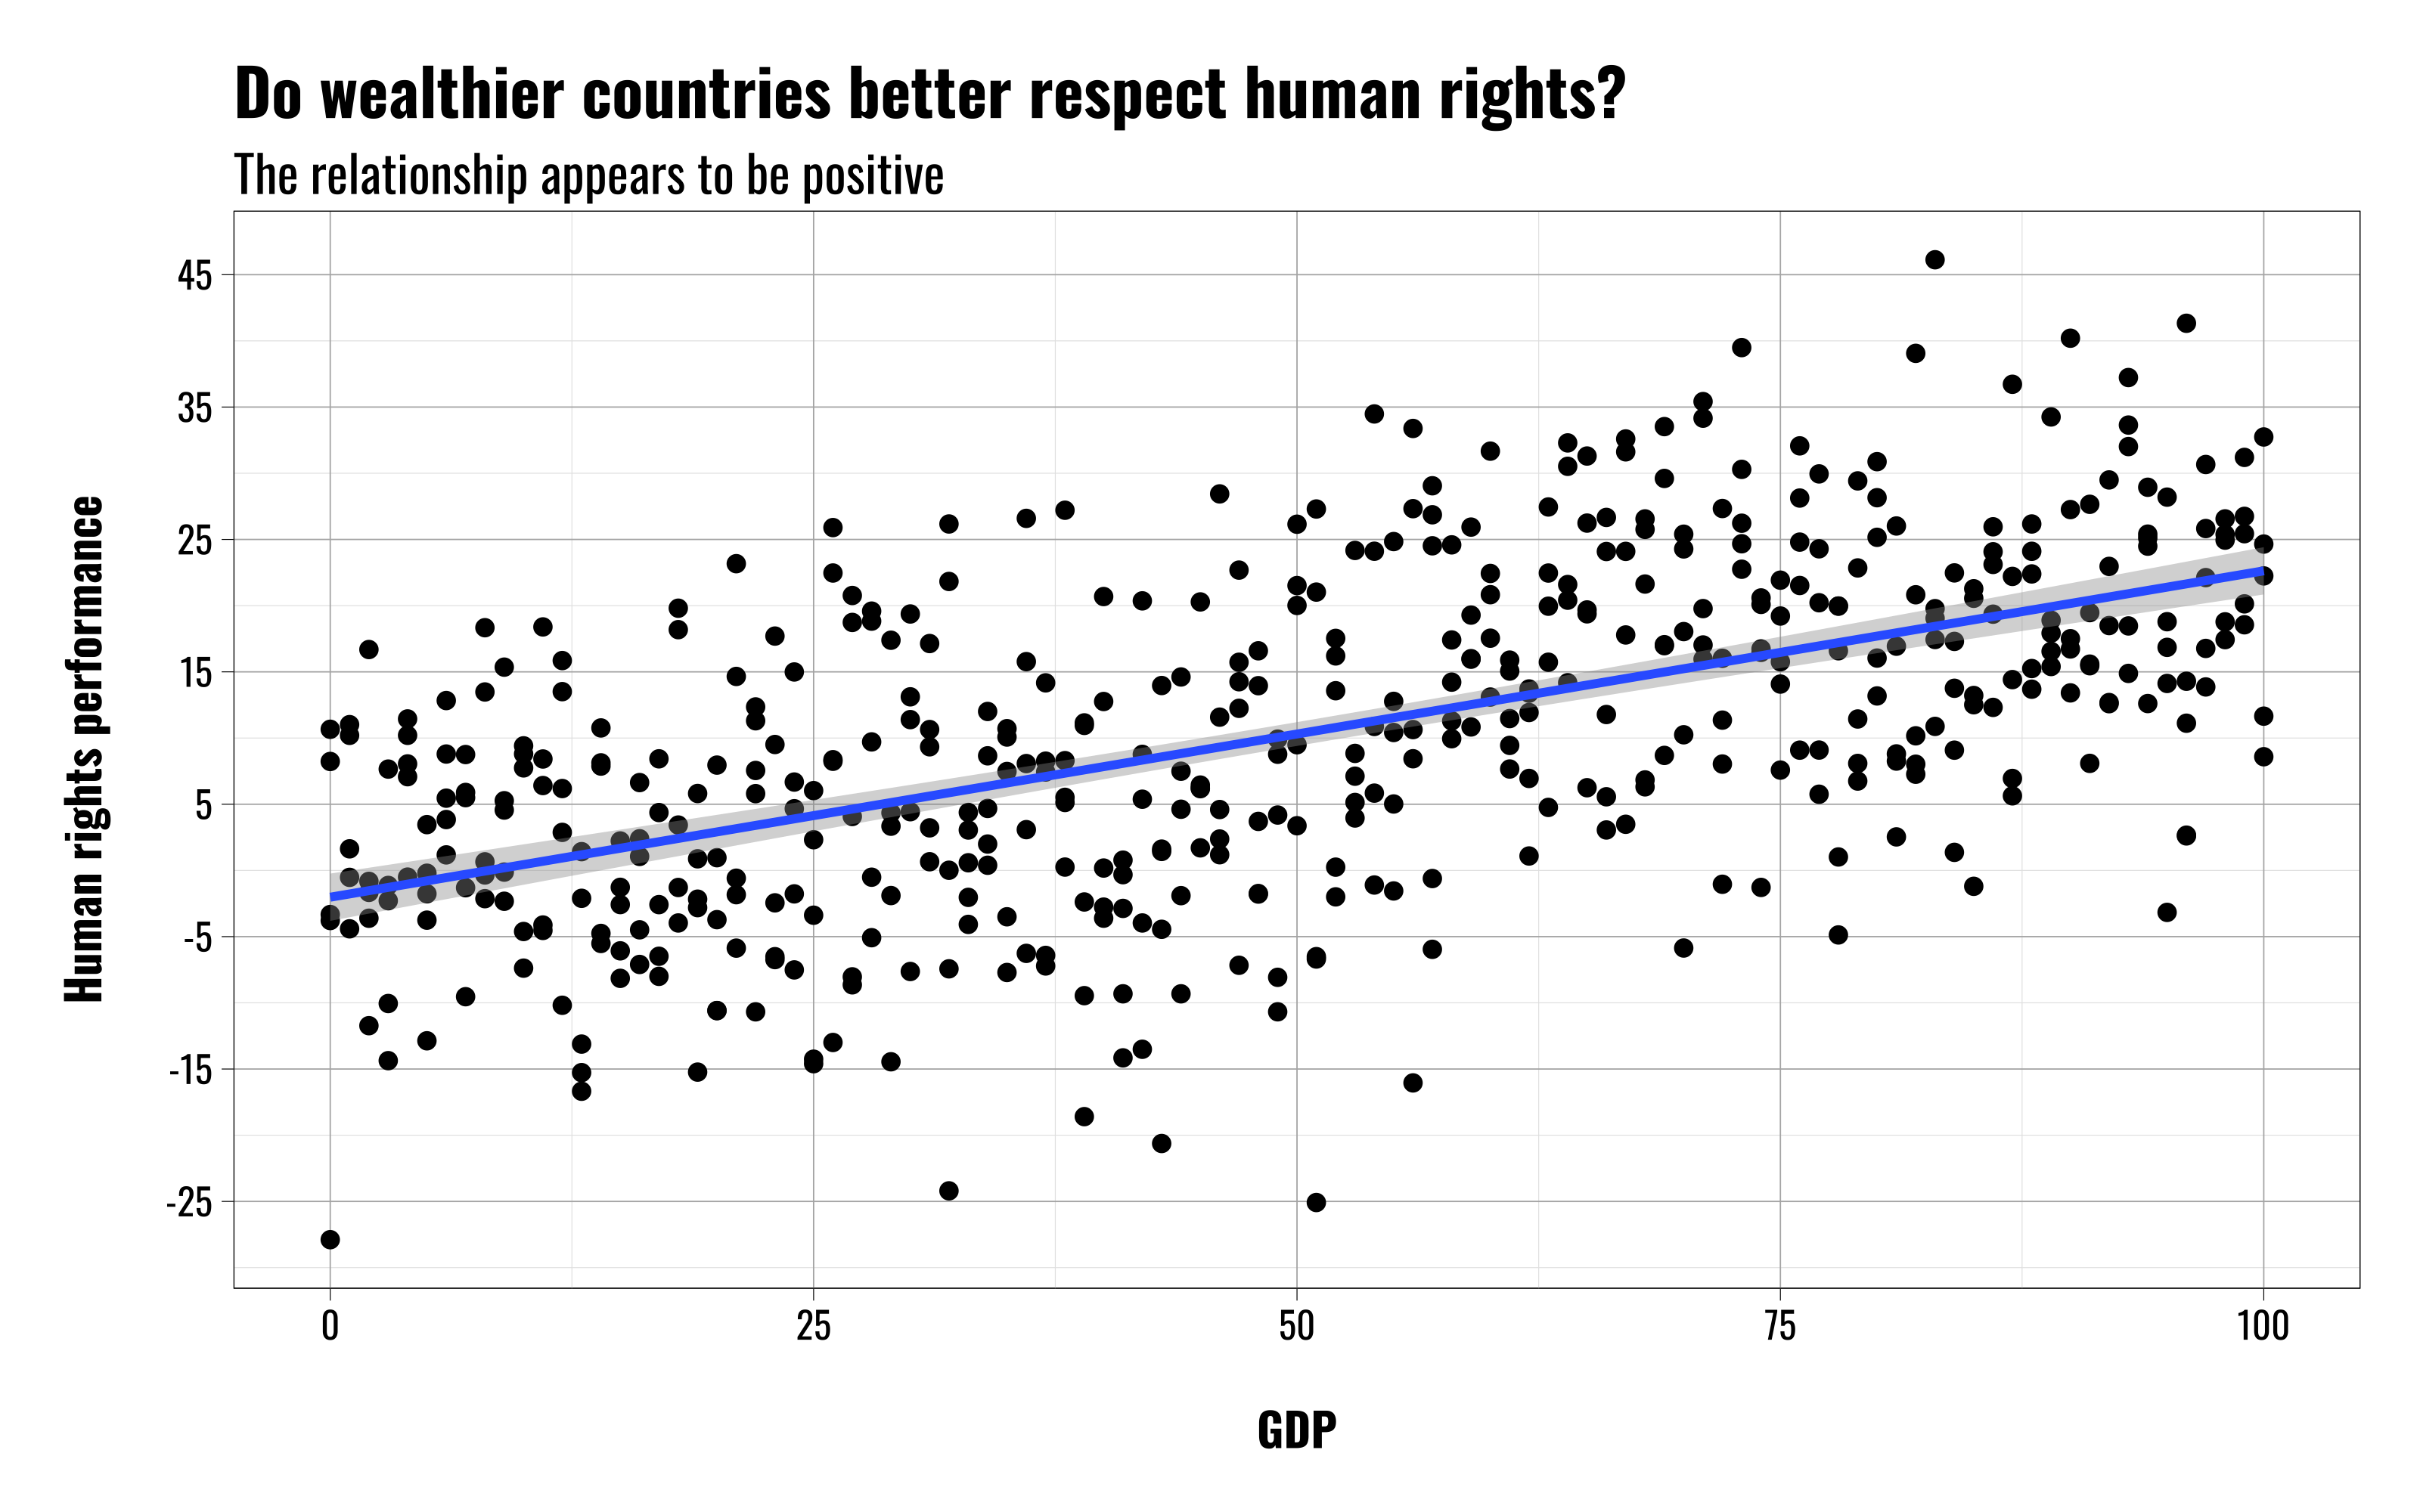 Do wealthier countries better respect human rights?
The relationship appears to be positive
Human rights performance
45
35
25
15
5
-5
-15
-25
0 25 50 75 100
GDP